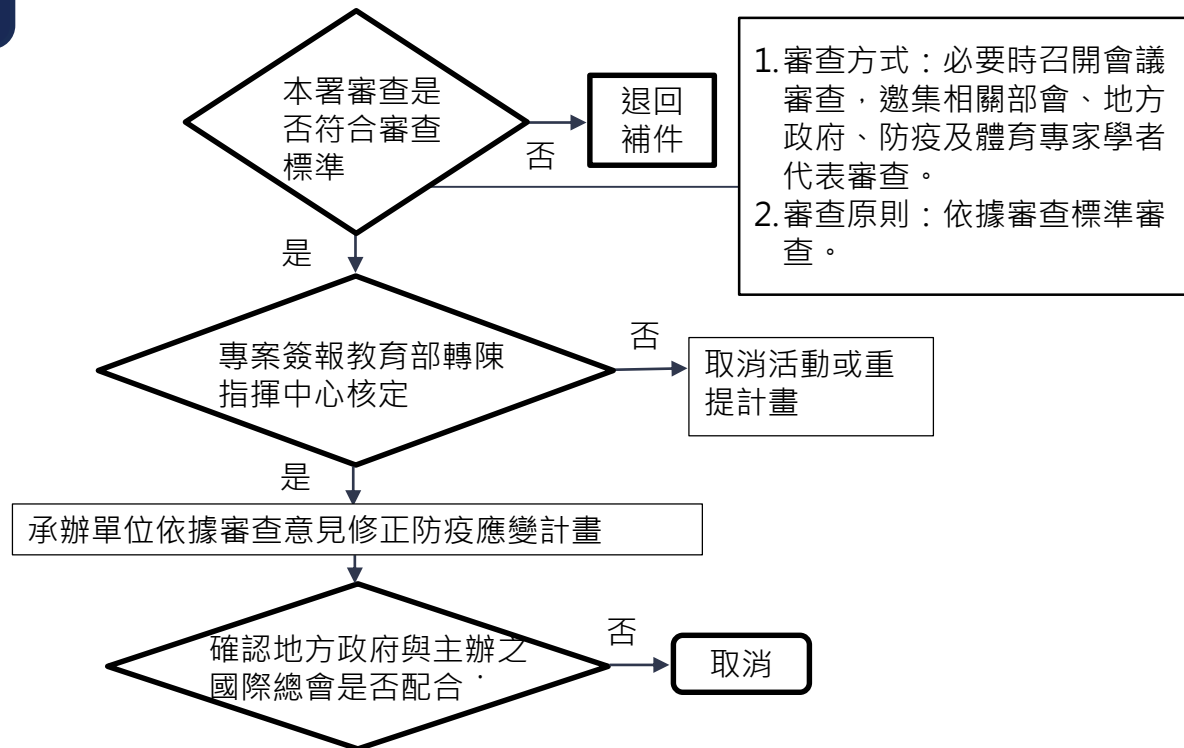 本署審查是
否符合審查
標準
否
退回
補件
1.審查方式：必要時召開會議
審查，邀集相關部會、地方
政府、防疫及體育專家學者
代表審查。
2.審查原則：依據審查標準審
查。
是
專案簽報教育部轉陳
指揮中心核定
否
取消活動或重
提計畫
是
承辦單位依據審查意見修正防疫應變計畫
確認地方政府與主辦之
國際總會是否配合．
否
取消